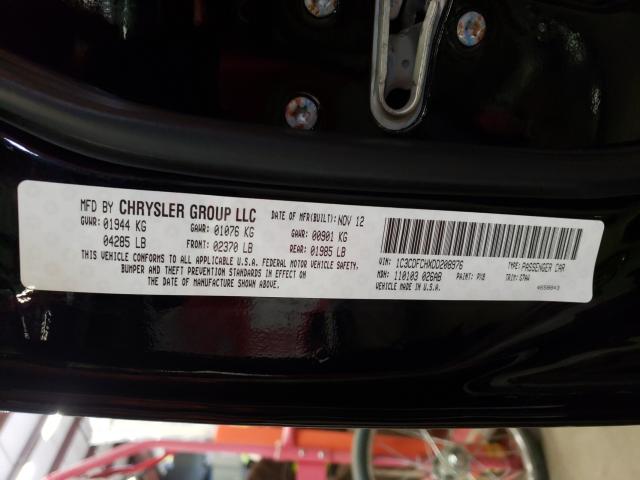 MFD BY CHRYSLER GROUP LLC DATE OF MFR(BUILT): NOV 12
GVWR: 01944 KG GAWR: 01076 KG GAWR: 00901 KG
04285 LB FRONT: 02370 LB REAR: 01985 LB
THIS VEHICLE CONFORMS TO ALL APPLICABLE U.S.A. FEDERAL MOTOR VEHICLE SAFETY,
BUMPER AND THEFT PREVENTION STANDARDS IN EFFECT ON
THE DATE OF MANUFACTURE SHOWN ABOVE.
VIN: 1C3CDFCHXDD208976 TYPE: PASSENGER CAR
MDH: 110103 026AB PAINT: PX8 TRIM:
VEHICLE MADE IN U.S.A.